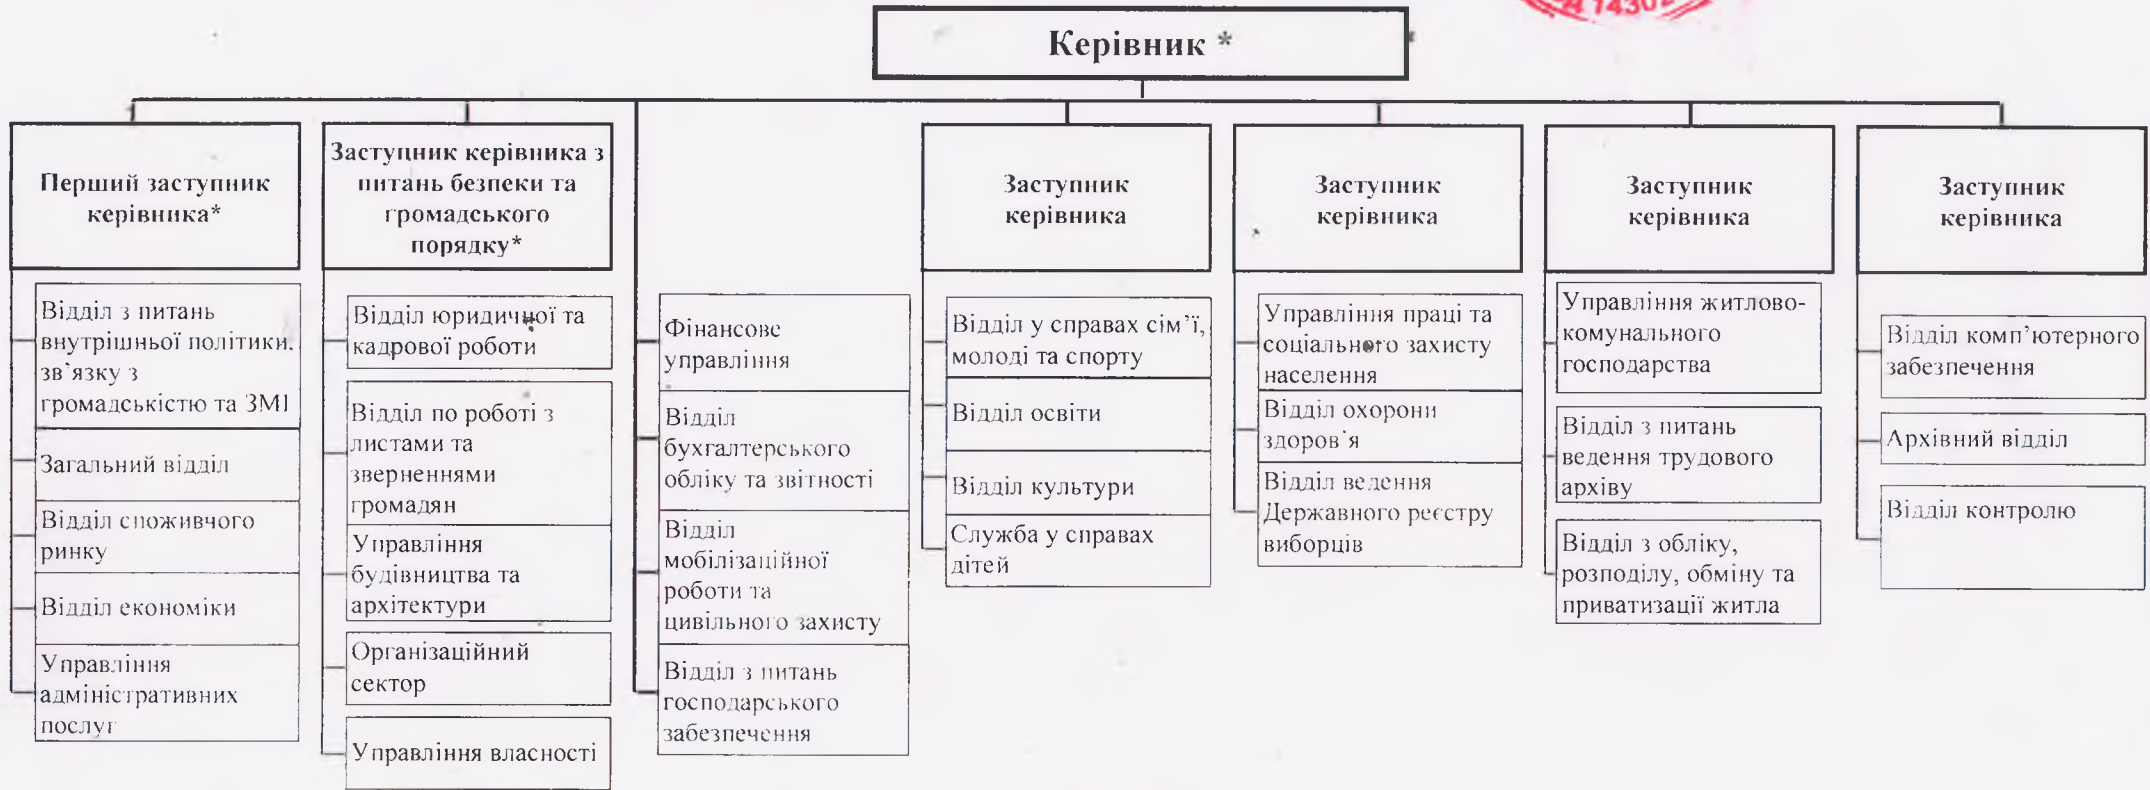 14302
Керівник *
Перший заступник
керівника*
Відділ з питань
внутрішньої політики,
зв'язку з
громадськістю та ЗМІ
Загальний відділ
Відділ споживчого
ринку
Відділ економіки
Управління
адміністративних
послуг
Заступник керівника з
питань безпеки та
громадського
порядку*
Відділ юридичної та
кадрової роботи
Відділ по роботі з
листами та
зверненнями
громадян
Управління
будівництва та
архітектури
Організаційний
сектор
Управління власності
Фінансове
управління
Відділ
бухгалтерського
обліку та звітності
Відділ
мобілізаційної
роботи та
цивільного захисту
Відділ з питань
господарського
забезпечення
Заступник
керівника
Відділ у справах сім'ї,
молоді та спорту
Відділ освіти
Відділ культури
Служба у справах
дітей
Заступник
керівника
Управління праці та
соціального захисту
населення
Відділ охорони
здоров'я
Відділ ведення
Державного реєстру
виборців
Заступник
керівника
Управління житлово-
комунального
господарства
Відділ з питань
ведення трудового
архіву
Відділ з обліку,
розподілу, обміну та
приватизації житла
Заступник
керівника
Відділ комп'ютерного
забезпечення
Архівний відділ
Відділ контролю